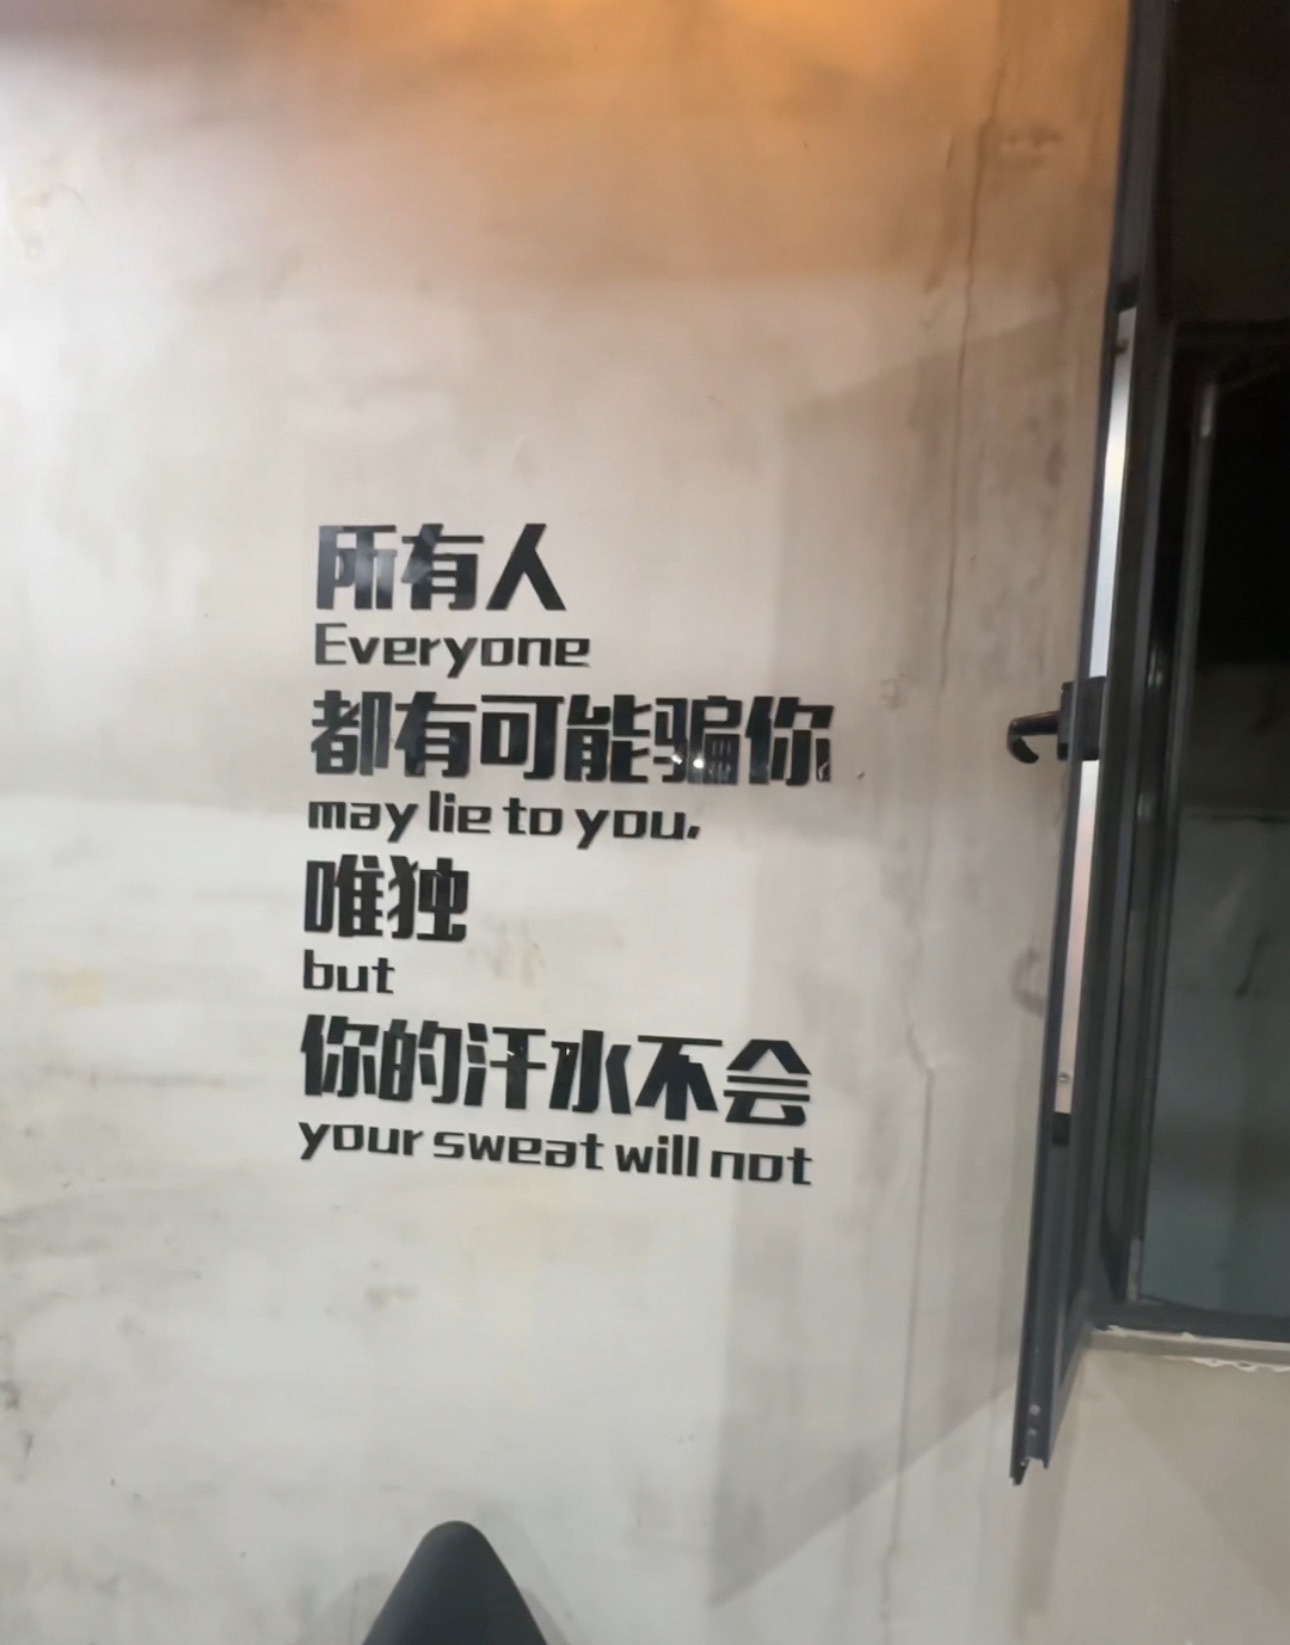 所有人
Everyone
都有可能骗你
may lie to you,
唯独
but
你的汗水不会
your sweat will not